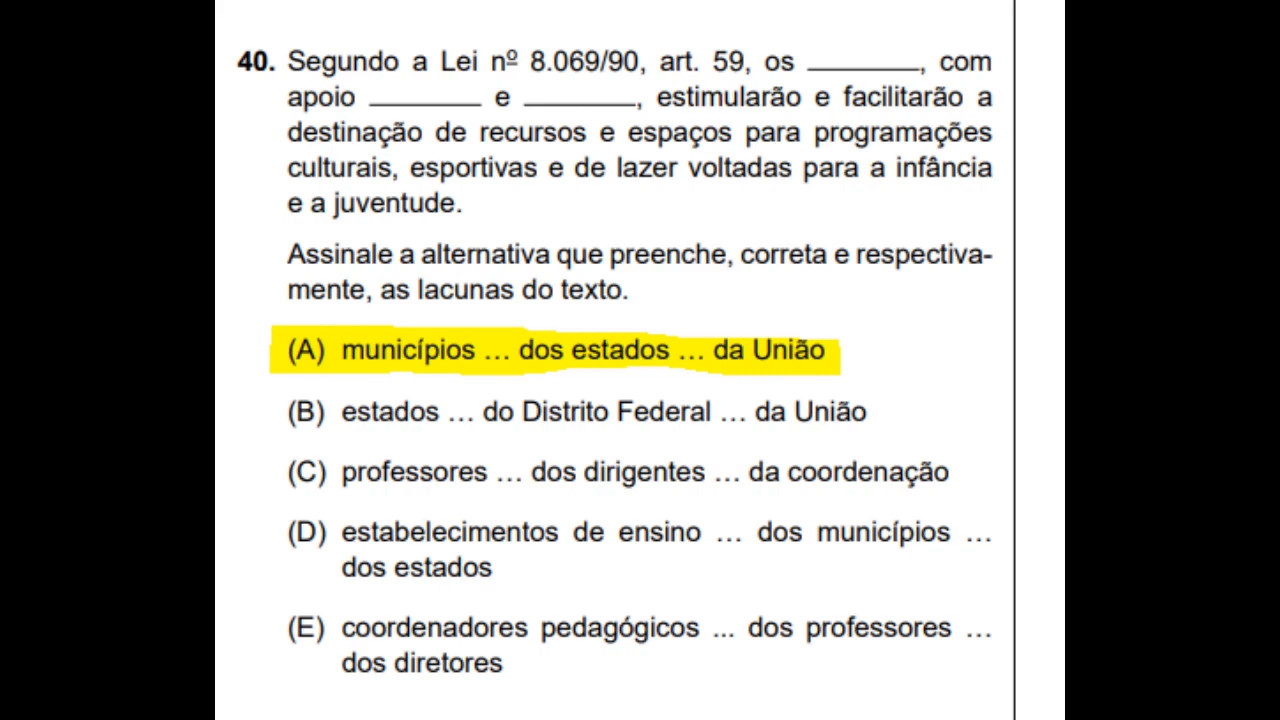 40. Segundo a Lei nº 8.069/90, art. 59, os ________, com
apoio ________ e ________, estimularão e facilitarão a
destinação de recursos e espaços para programações
culturais, esportivas e de lazer voltadas para a infância
e a juventude.
Assinale a alternativa que preenche, correta e respectiva-
mente, as lacunas do texto.
(A) municípios … dos estados … da União
(B) estados … do Distrito Federal … da União
(C) professores … dos dirigentes … da coordenação
(D) estabelecimentos de ensino … dos municípios …
dos estados
(E) coordenadores pedagógicos ... dos professores …
dos diretores